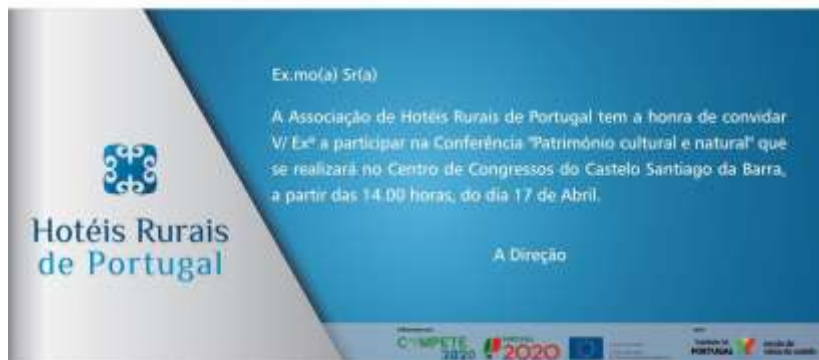 Ex.mo(a) Sr(a)
A Associação de Hotéis Rurais de Portugal tem a honra de convidar
V/ Exª a participar na Conferência "Património cultural e natural" que
se realizará no Centro de Congressos do Castelo Santiago da Barra,
a partir das 14.00 horas, do dia 17 de Abril.
A Direção
Hotéis Rurais
de Portugal
COMPETE
2020
2020
PORTUGAL